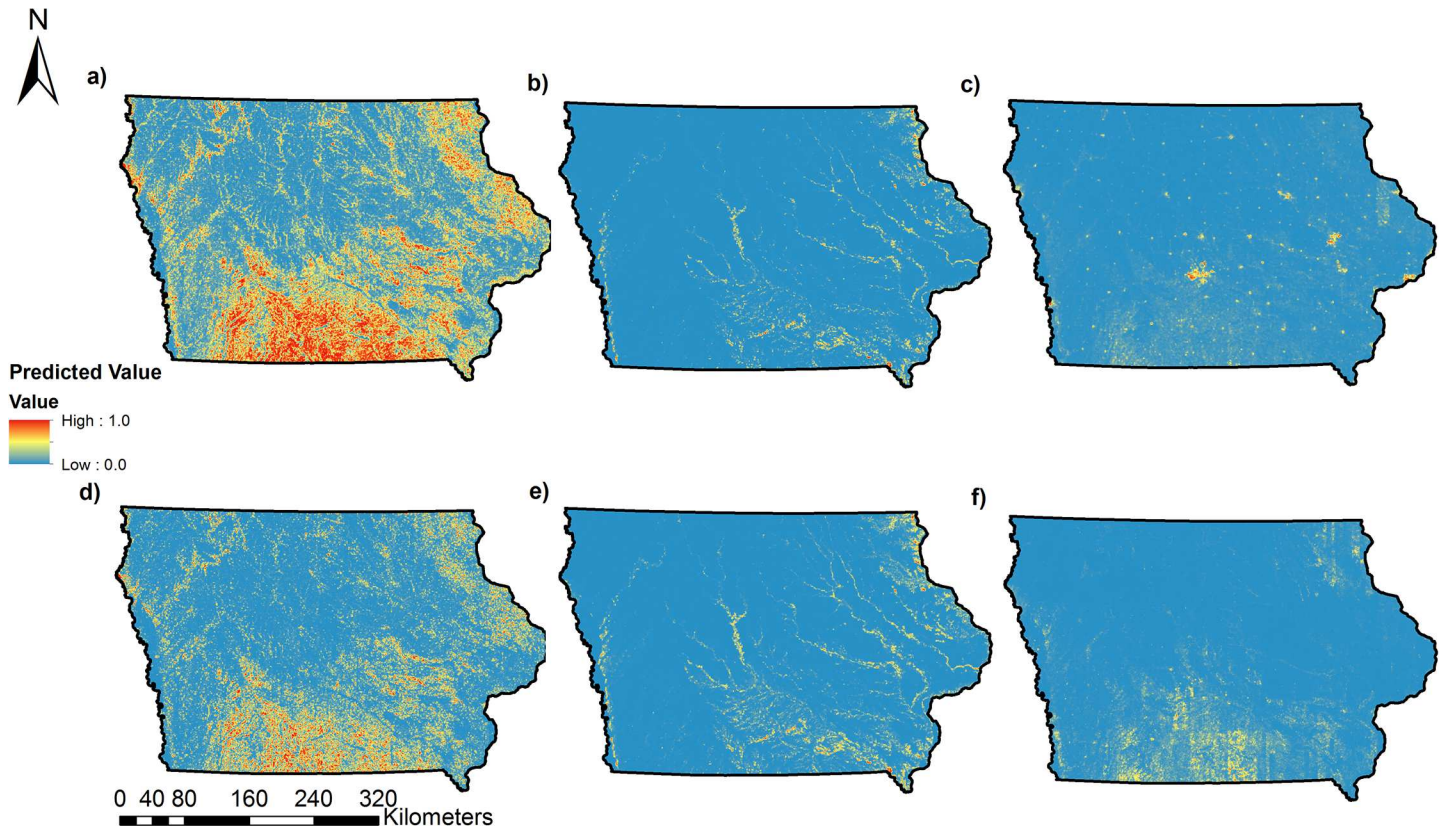 N
a)
b)
c)
Predicted Value
Value
High : 1.0
Low : 0.0
d)
e)
f)
0 40 80 160 240 320
Kilometers